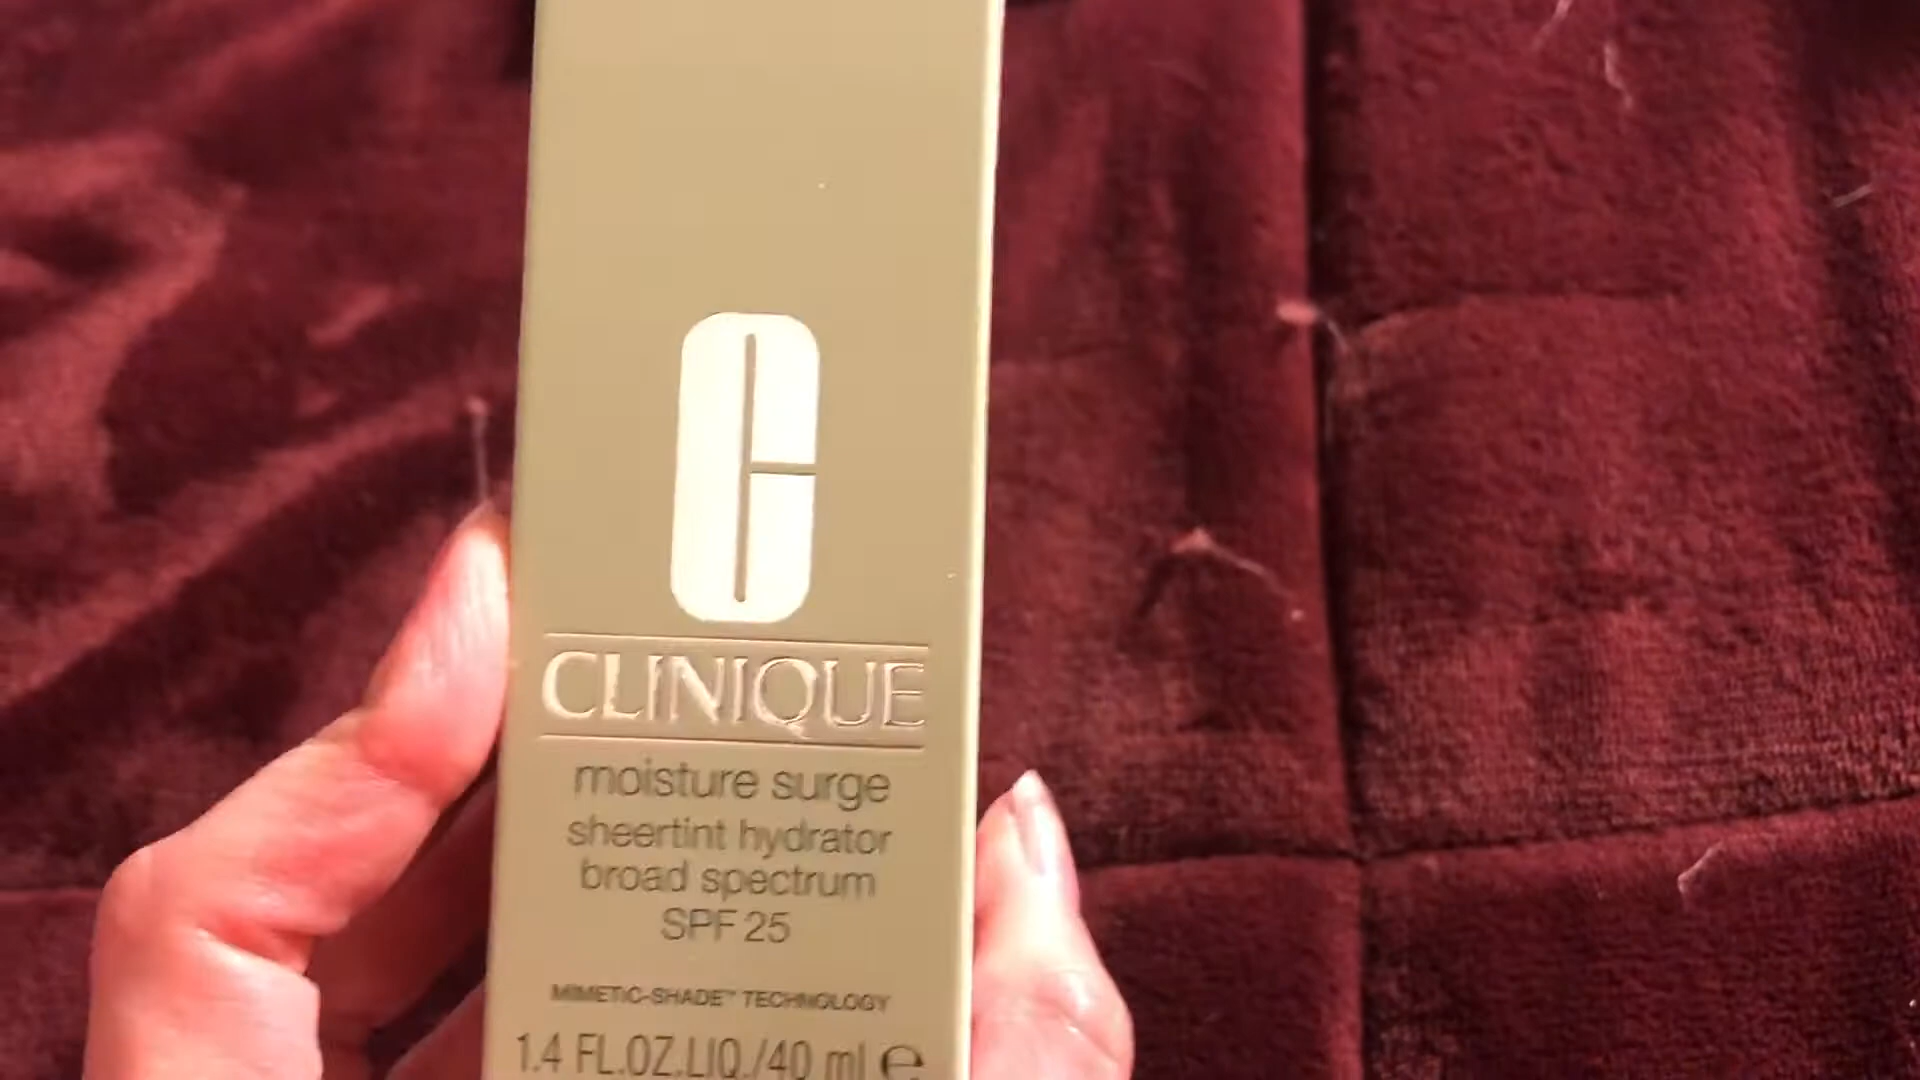 C
CLINIQUE
moisture surge
sheertint hydrator
broad spectrum
SPF 25
MIMETIC-SHADE™ TECHNOLOGY
1.4 FL.OZ.LIQ./40 ml ℮